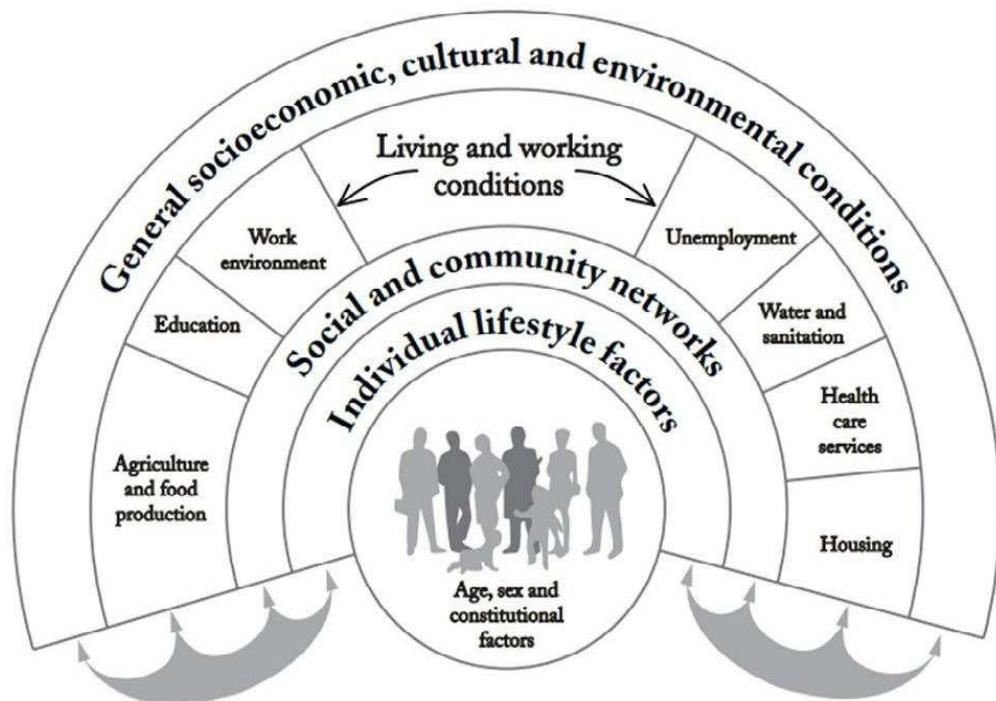 General socioeconomic, cultural and environmental conditions
Living and working
conditions
Work
environment
Unemployment
Education
Water and
sanitation
Agriculture
and food
production
Health
care
services
Housing
Social and community networks
Individual lifestyle factors
Age, sex and
constitutional
factors